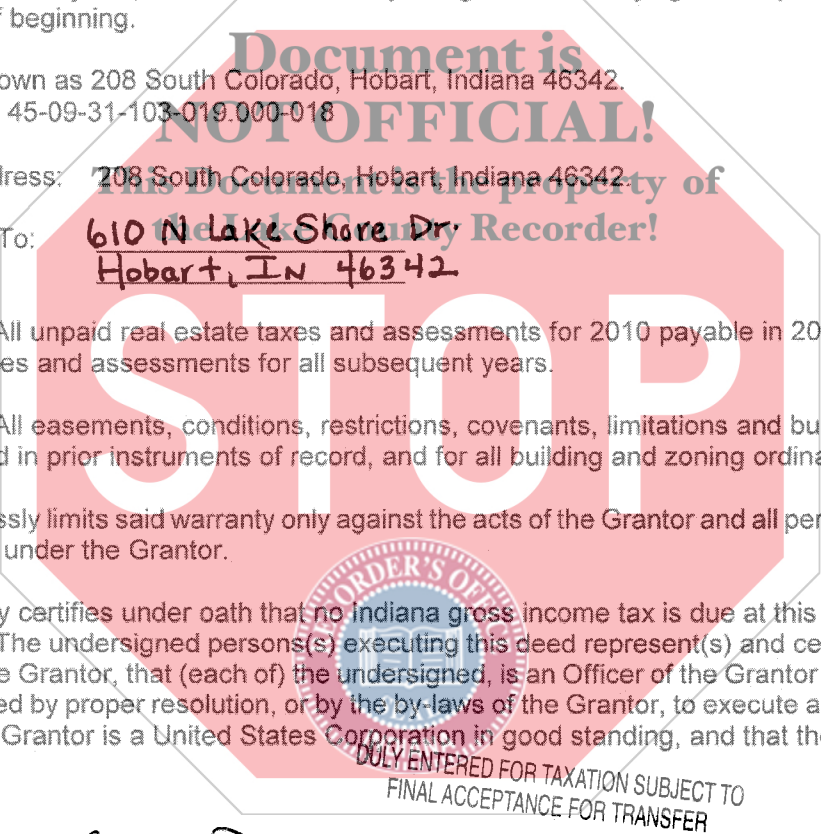 f beginning.
Document is
own as 208 South Colorado, Hobart, Indiana 46342.
45-09-31-103-019.000-018
NOT OFFICIAL!
dress: 208 South Colorado, Hobart, Indiana 46342.
This Document is the property of
To: 610 N Lake Shore Dr.
the Lake County Recorder!
Hobart, IN 46342
STOP
All unpaid real estate taxes and assessments for 2010 payable in 20
es and assessments for all subsequent years.
All easements, conditions, restrictions, covenants, limitations and bu
d in prior instruments of record, and for all building and zoning ordina
ssly limits said warranty only against the acts of the Grantor and all per
under the Grantor.
RECORDER'S OFFICE
y certifies under oath that no Indiana gross income tax is due at this
The undersigned persons(s) executing this deed represent(s) and ce
e Grantor, that (each of) the undersigned, is an Officer of the Grantor
ed by proper resolution, or by the by-laws of the Grantor, to execute a
Grantor is a United States Corporation in good standing, and that the
DULY ENTERED FOR TAXATION SUBJECT TO
FINAL ACCEPTANCE FOR TRANSFER